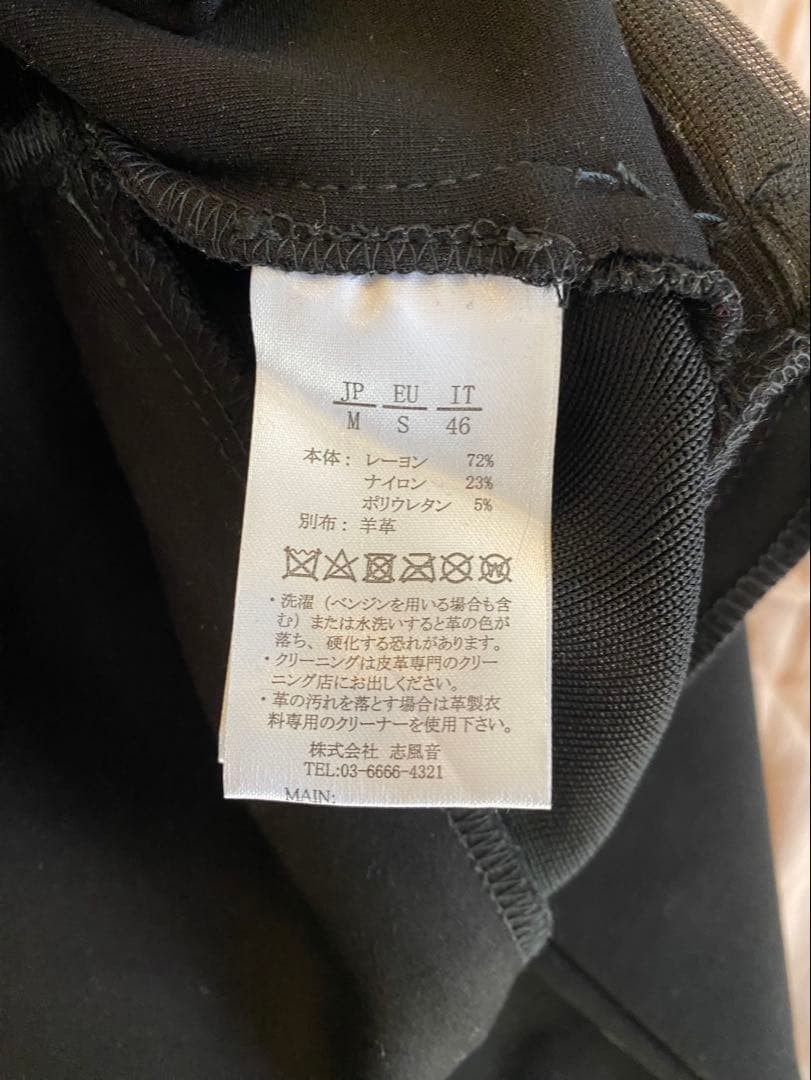 JP EU IT
M S 46
本体: レーヨン 72%
ナイロン 23%
ポリウレタン 5%
別布: 羊革
・洗濯（ベンジンを用いる場合も含
む）または水洗いすると革の色が
落ち、硬化する恐れがあります。
・クリーニングは皮革専門のクリー
ニング店にお出しください。
・革の汚れを落とす場合は革製衣
料専用のクリーナーを使用下さい。
株式会社 志風音
TEL:03-6666-4321
MAIN: